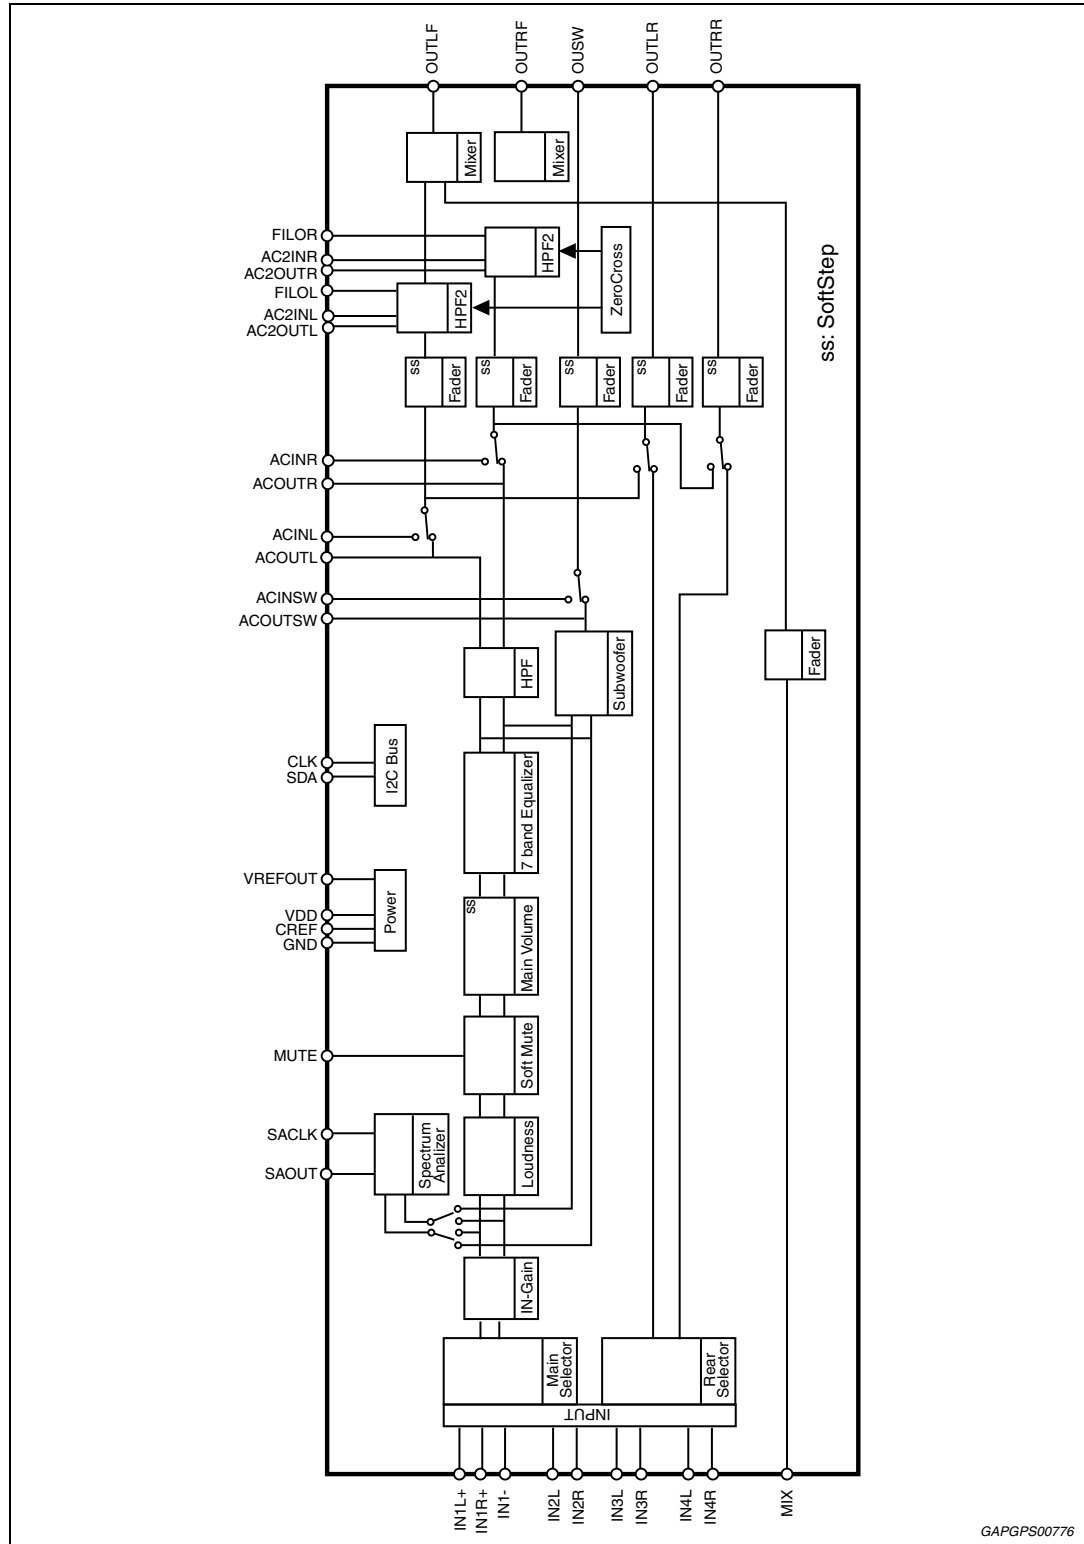 OUTLF
OUTRF
OUSW
OUTLR
OUTRR
Mixer
Mixer
FILOR
AC2INR
AC2OUTR
FILOL
AC2INL
AC2OUTL
HPF2
HPF2
ZeroCross
ss: SoftStep
ss
Fader
ss
Fader
ss
Fader
ss
Fader
ss
Fader
ACINR
ACOUTR
ACINL
ACOUTL
ACINSW
ACOUTSW
HPF
Subwoofer
Fader
CLK
SDA
I2C Bus
7 band Equalizer
VREFOUT
VDD
CREF
GND
Power
ss
Main Volume
MUTE
Soft Mute
SACLK
SAOUT
Spectrum
Analizer
Loudness
IN-Gain
Main
Selector
Rear
Selector
INPUT
IN1L+
IN1R+
IN1-
IN2L
IN2R
IN3L
IN3R
IN4L
IN4R
MIX
GAPGPS00776